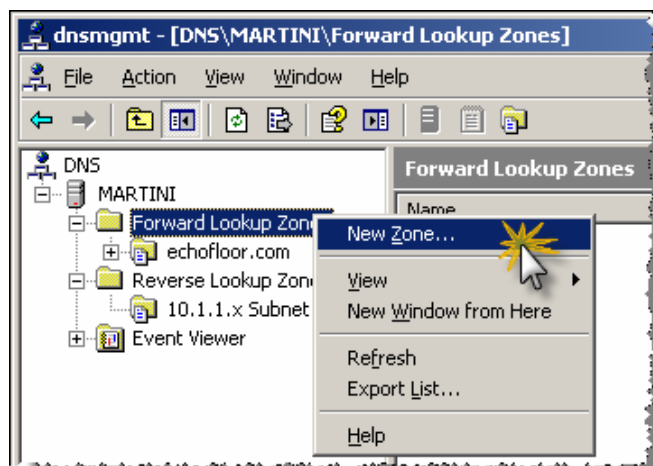 dnsmgmt - [DNS\MARTINI\Forward Lookup Zones]
File Action View Window Help
DNS
MARTINI
Forward Lookup Zon
echofloor.com
Reverse Lookup Zon
10.1.1.x Subnet
Event Viewer
Forward Lookup Zones
Name
New Zone...
View
New Window from Here
Refresh
Export List...
Help